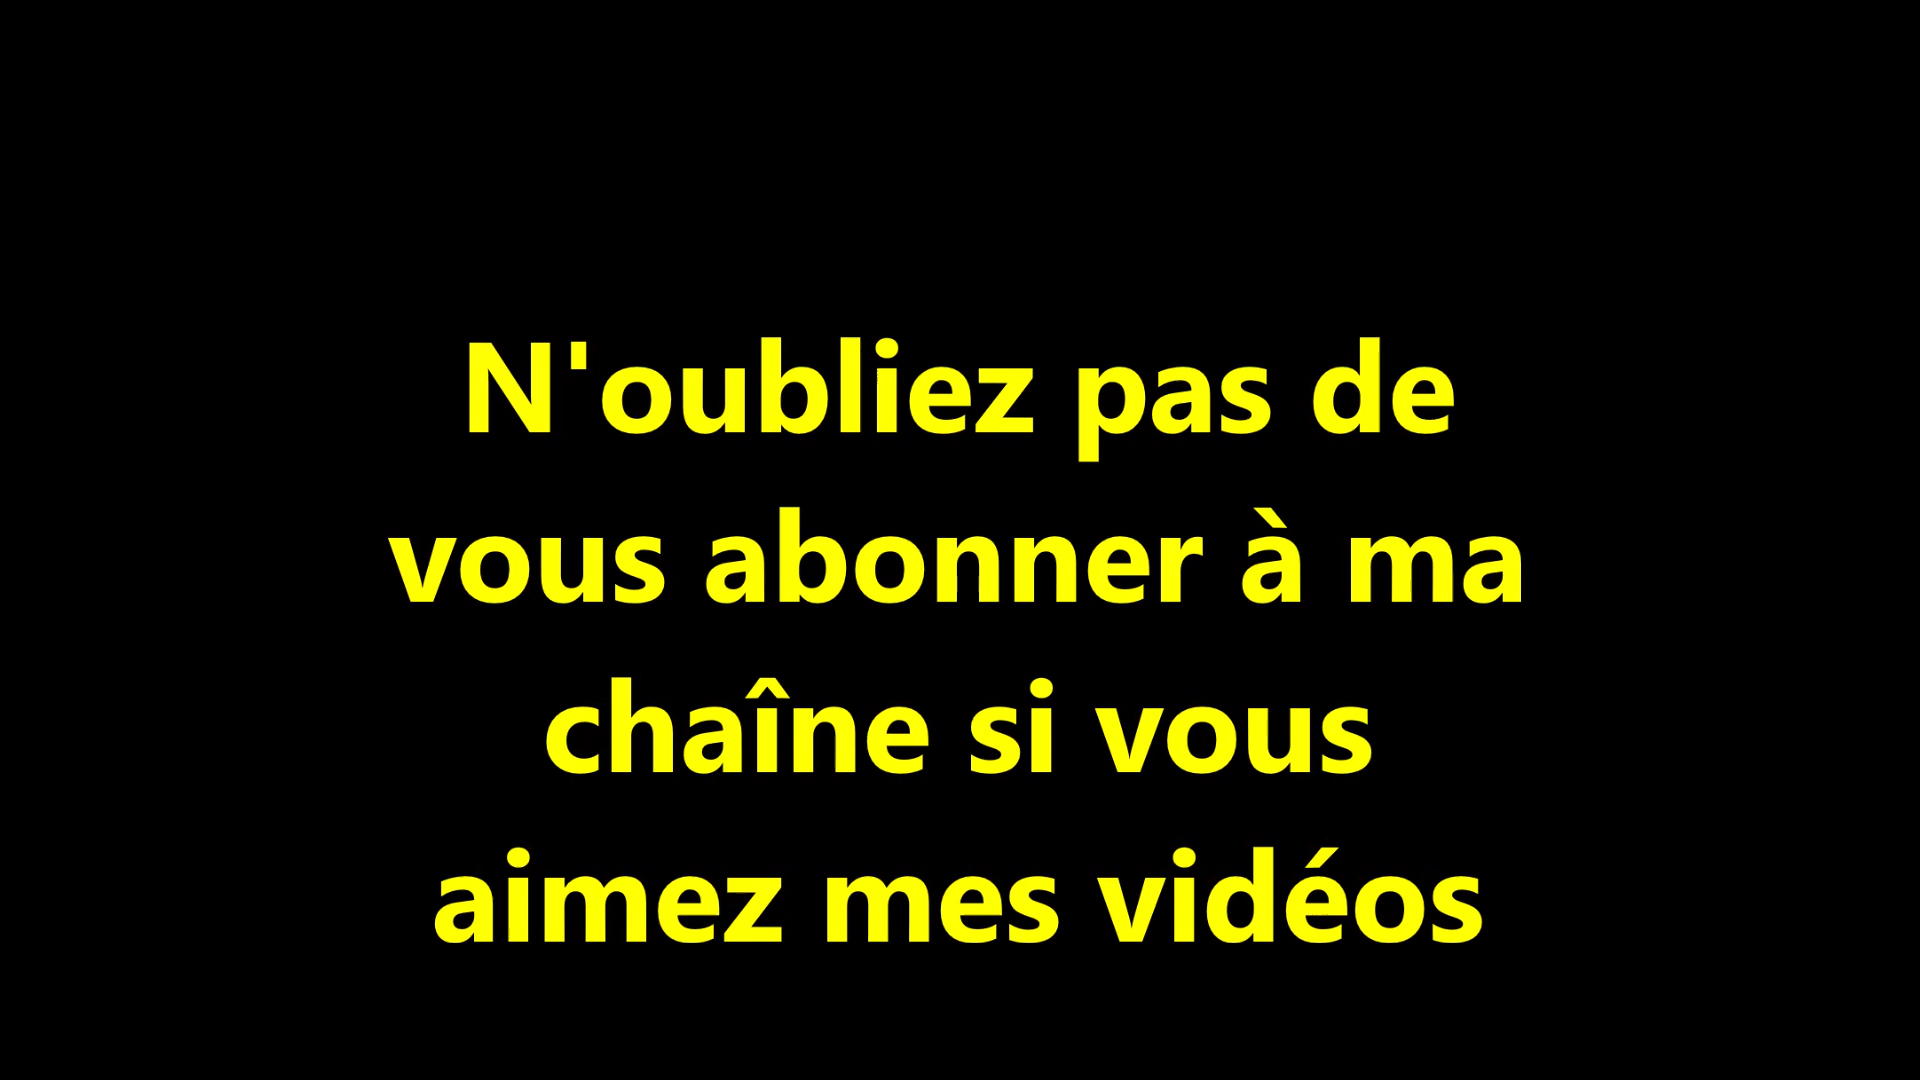 N'oubliez pas de
vous abonner à ma
chaîne si vous
aimez mes vidéos